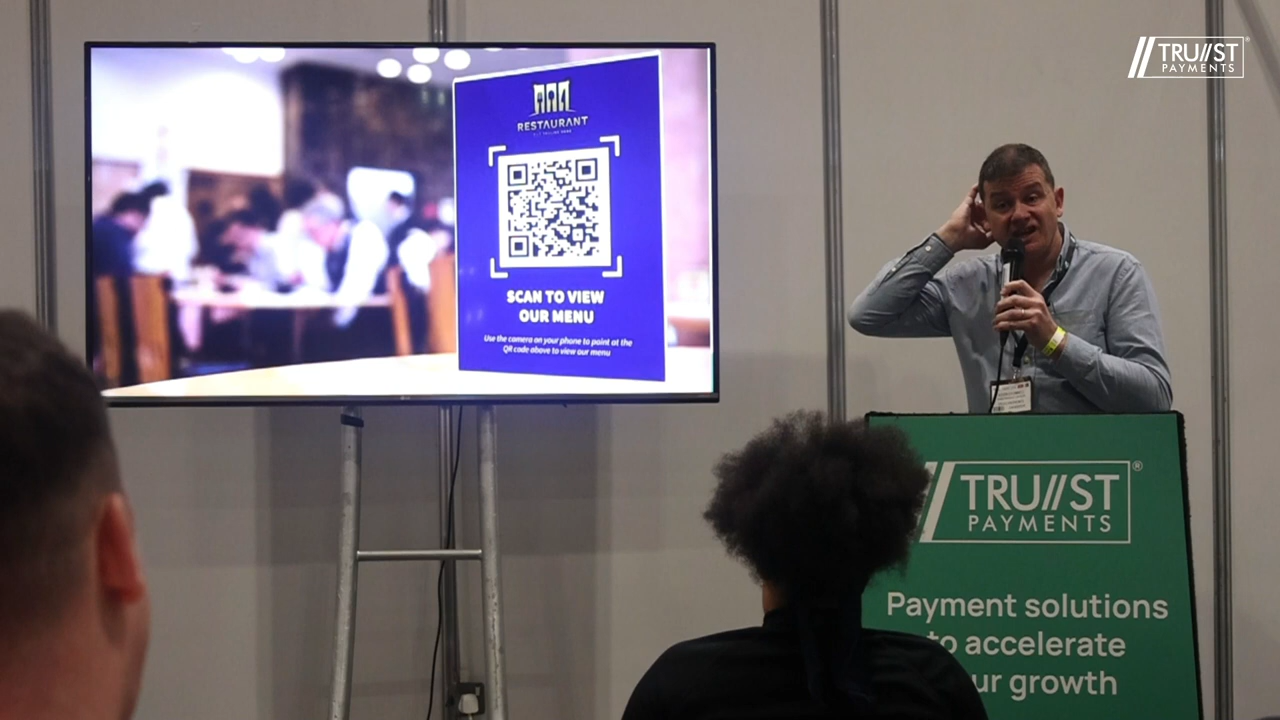 RESTAURANT
SCAN TO VIEW
OUR MENU
Use the camera on your phone to point at the
QR code above to view our menu
TRU//ST®
PAYMENTS
TRU//ST®
PAYMENTS
Payment solutions
to accelerate
ur growth